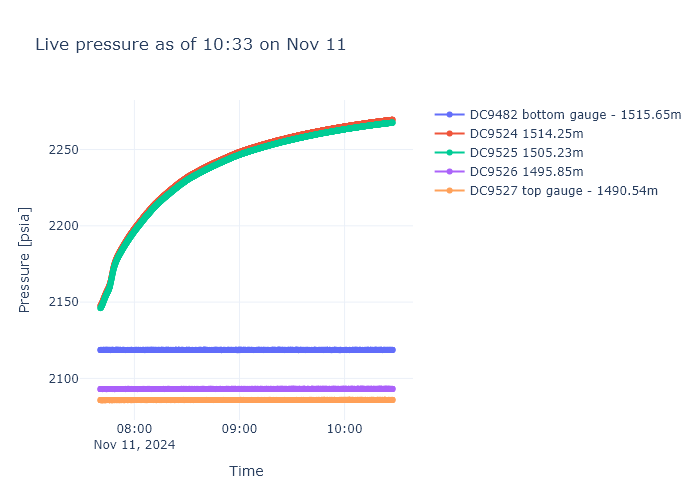 Live pressure as of 10:33 on Nov 11
DC9482 bottom gauge - 1515.65m
DC9524 1514.25m
DC9525 1505.23m
DC9526 1495.85m
DC9527 top gauge - 1490.54m
Pressure [psia]
2250
2200
2150
2100
08:00
09:00
10:00
Nov 11, 2024
Time